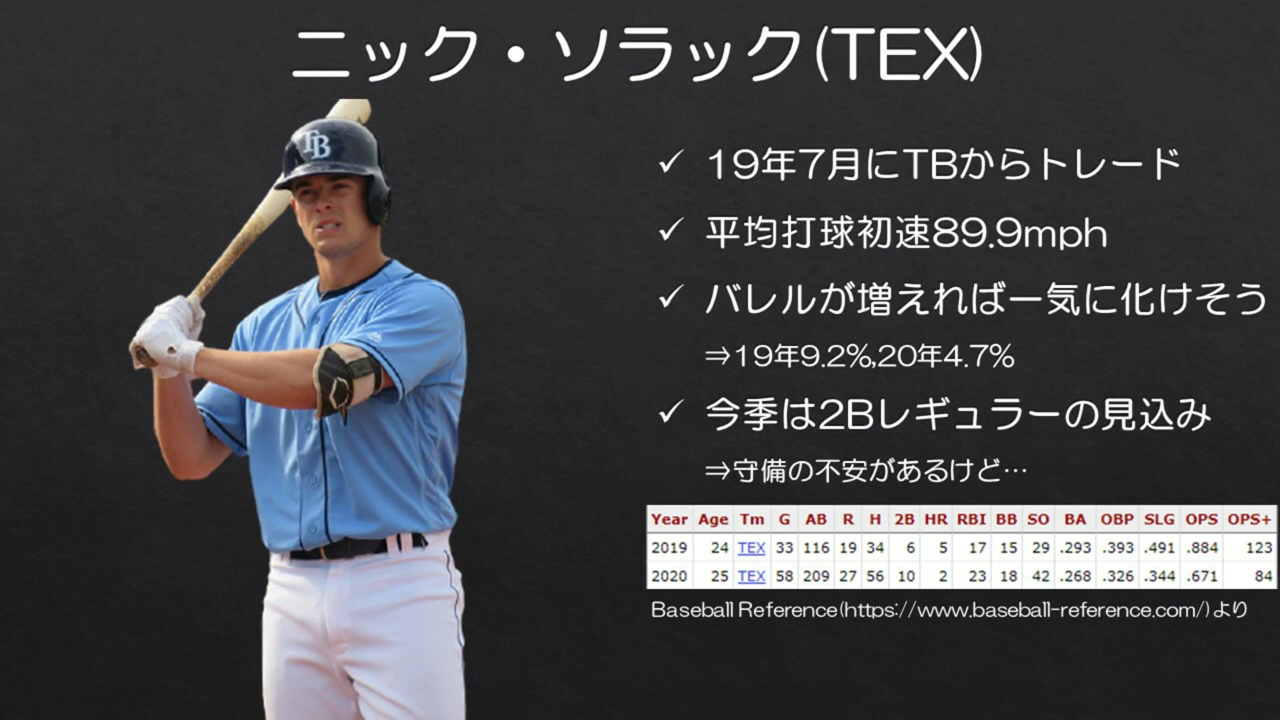 ニック・ソラック(TEX)
TB
✓ 19年7月にTBからトレード
✓ 平均打球初速89.9mph
✓ バレルが増えれば一気に化けそう
⇒19年9.2%,20年4.7%
✓ 今季は2Bレギュラーの見込み
⇒守備の不安があるけど…
Year Age Tm G AB R H 2B HR RBI BB SO BA OBP SLG OPS OPS+
2019 24 TEX 33 116 19 34 6 5 17 15 29 .293 .393 .491 .884 123
2020 25 TEX 58 209 27 56 10 2 23 18 42 .268 .326 .344 .671 84
Baseball Reference(https://www.baseball-reference.com/)より